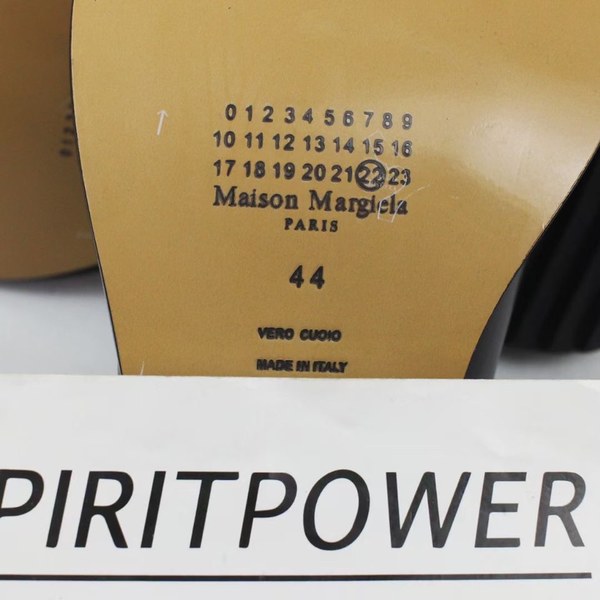 0 1 2 3 4 5 6 7 8 9
10 11 12 13 14 15 16
17 18 19 20 21 22 23
Maison Margiela
PARIS
44
VERO CUOIO
MADE IN ITALY
PIRITPOWER